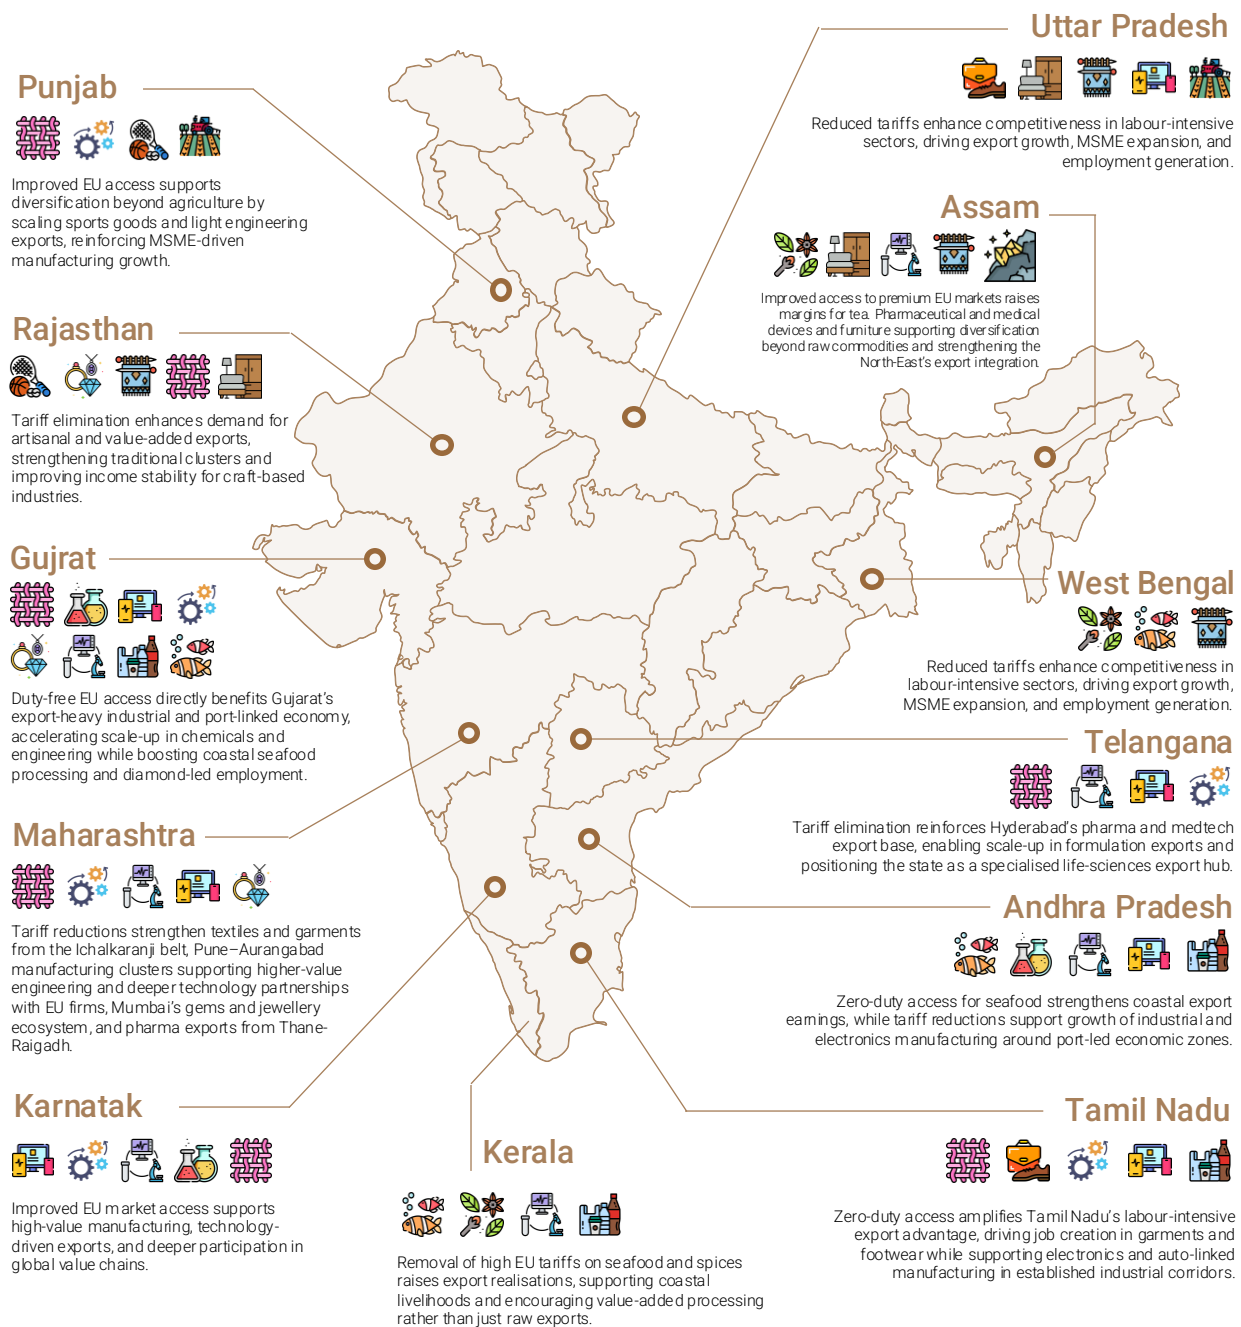 Punjab
Improved EU access supports
diversification beyond agriculture by
scaling sports goods and light engineering
exports, reinforcing MSME-driven
manufacturing growth.
Rajasthan
Tariff elimination enhances demand for
artisanal and value-added exports,
strengthening traditional clusters and
improving income stability for craft-based
industries.
Gujrat
Duty-free EU access directly benefits Gujarat's
export-heavy industrial and port-linked economy,
accelerating scale-up in chemicals and
engineering while boosting coastal seafood
processing and diamond-led employment.
Maharashtra
Tariff reductions strengthen textiles and garments
from the Ichalkaranji belt, Pune–Aurangabad
manufacturing clusters supporting higher-value
engineering and deeper technology partnerships
with EU firms, Mumbai's gems and jewellery
ecosystem, and pharma exports from Thane-
Raigadh.
Karnatak
Improved EU market access supports
high-value manufacturing, technology-
driven exports, and deeper participation in
global value chains.
Kerala
Removal of high EU tariffs on seafood and spices
raises export realisations, supporting coastal
livelihoods and encouraging value-added processing
rather than just raw exports.
Uttar Pradesh
Reduced tariffs enhance competitiveness in labour-intensive
sectors, driving export growth, MSME expansion, and
employment generation.
Assam
Improved access to premium EU markets raises
margins for tea. Pharmaceutical and medical
devices and furniture supporting diversification
beyond raw commodities and strengthening the
North-East's export integration.
West Bengal
Reduced tariffs enhance competitiveness in
labour-intensive sectors, driving export growth,
MSME expansion, and employment generation.
Telangana
Tariff elimination reinforces Hyderabad's pharma and medtech
export base, enabling scale-up in formulation exports and
positioning the state as a specialised life-sciences export hub.
Andhra Pradesh
Zero-duty access for seafood strengthens coastal export
earnings, while tariff reductions support growth of industrial and
electronics manufacturing around port-led economic zones.
Tamil Nadu
Zero-duty access amplifies Tamil Nadu's labour-intensive
export advantage, driving job creation in garments and
footwear while supporting electronics and auto-linked
manufacturing in established industrial corridors.